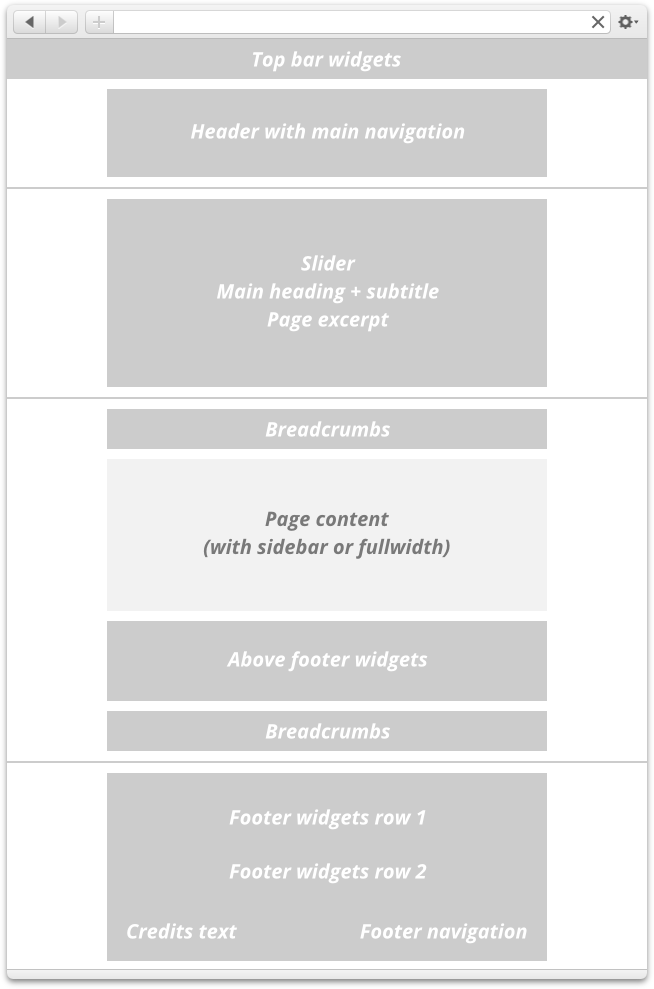 Top bar widgets
Header with main navigation
Slider
Main heading + subtitle
Page excerpt
Breadcrumbs
Page content
(with sidebar or fullwidth)
Above footer widgets
Breadcrumbs
Footer widgets row 1
Footer widgets row 2
Credits text
Footer navigation